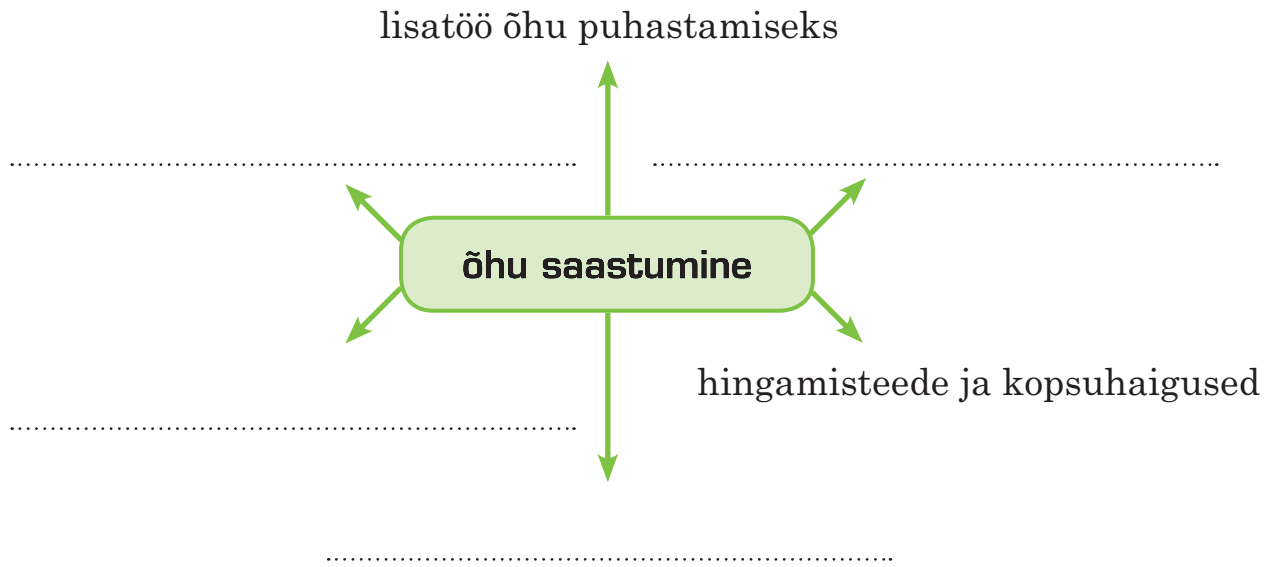 lisatöö õhu puhastamiseks
õhu saastumine
hingamisteede ja kopsuhaigused